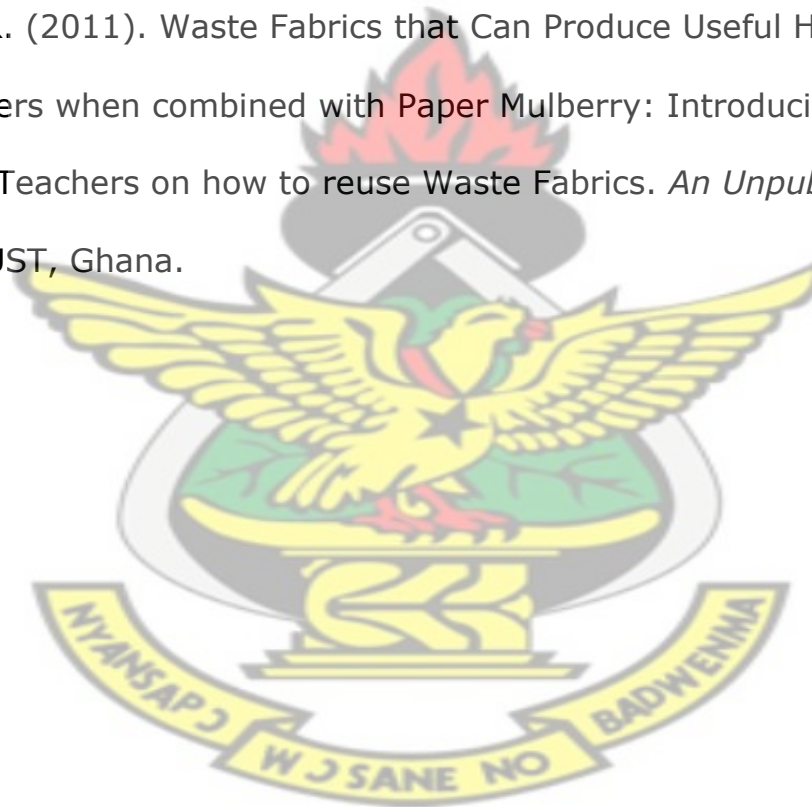 . (2011). Waste Fabrics that Can Produce Useful H
ers when combined with Paper Mulberry: Introduci
Teachers on how to reuse Waste Fabrics. An Unpub
UST, Ghana.
NYANSAPƆ
WƆSANE NO
BADWENMA